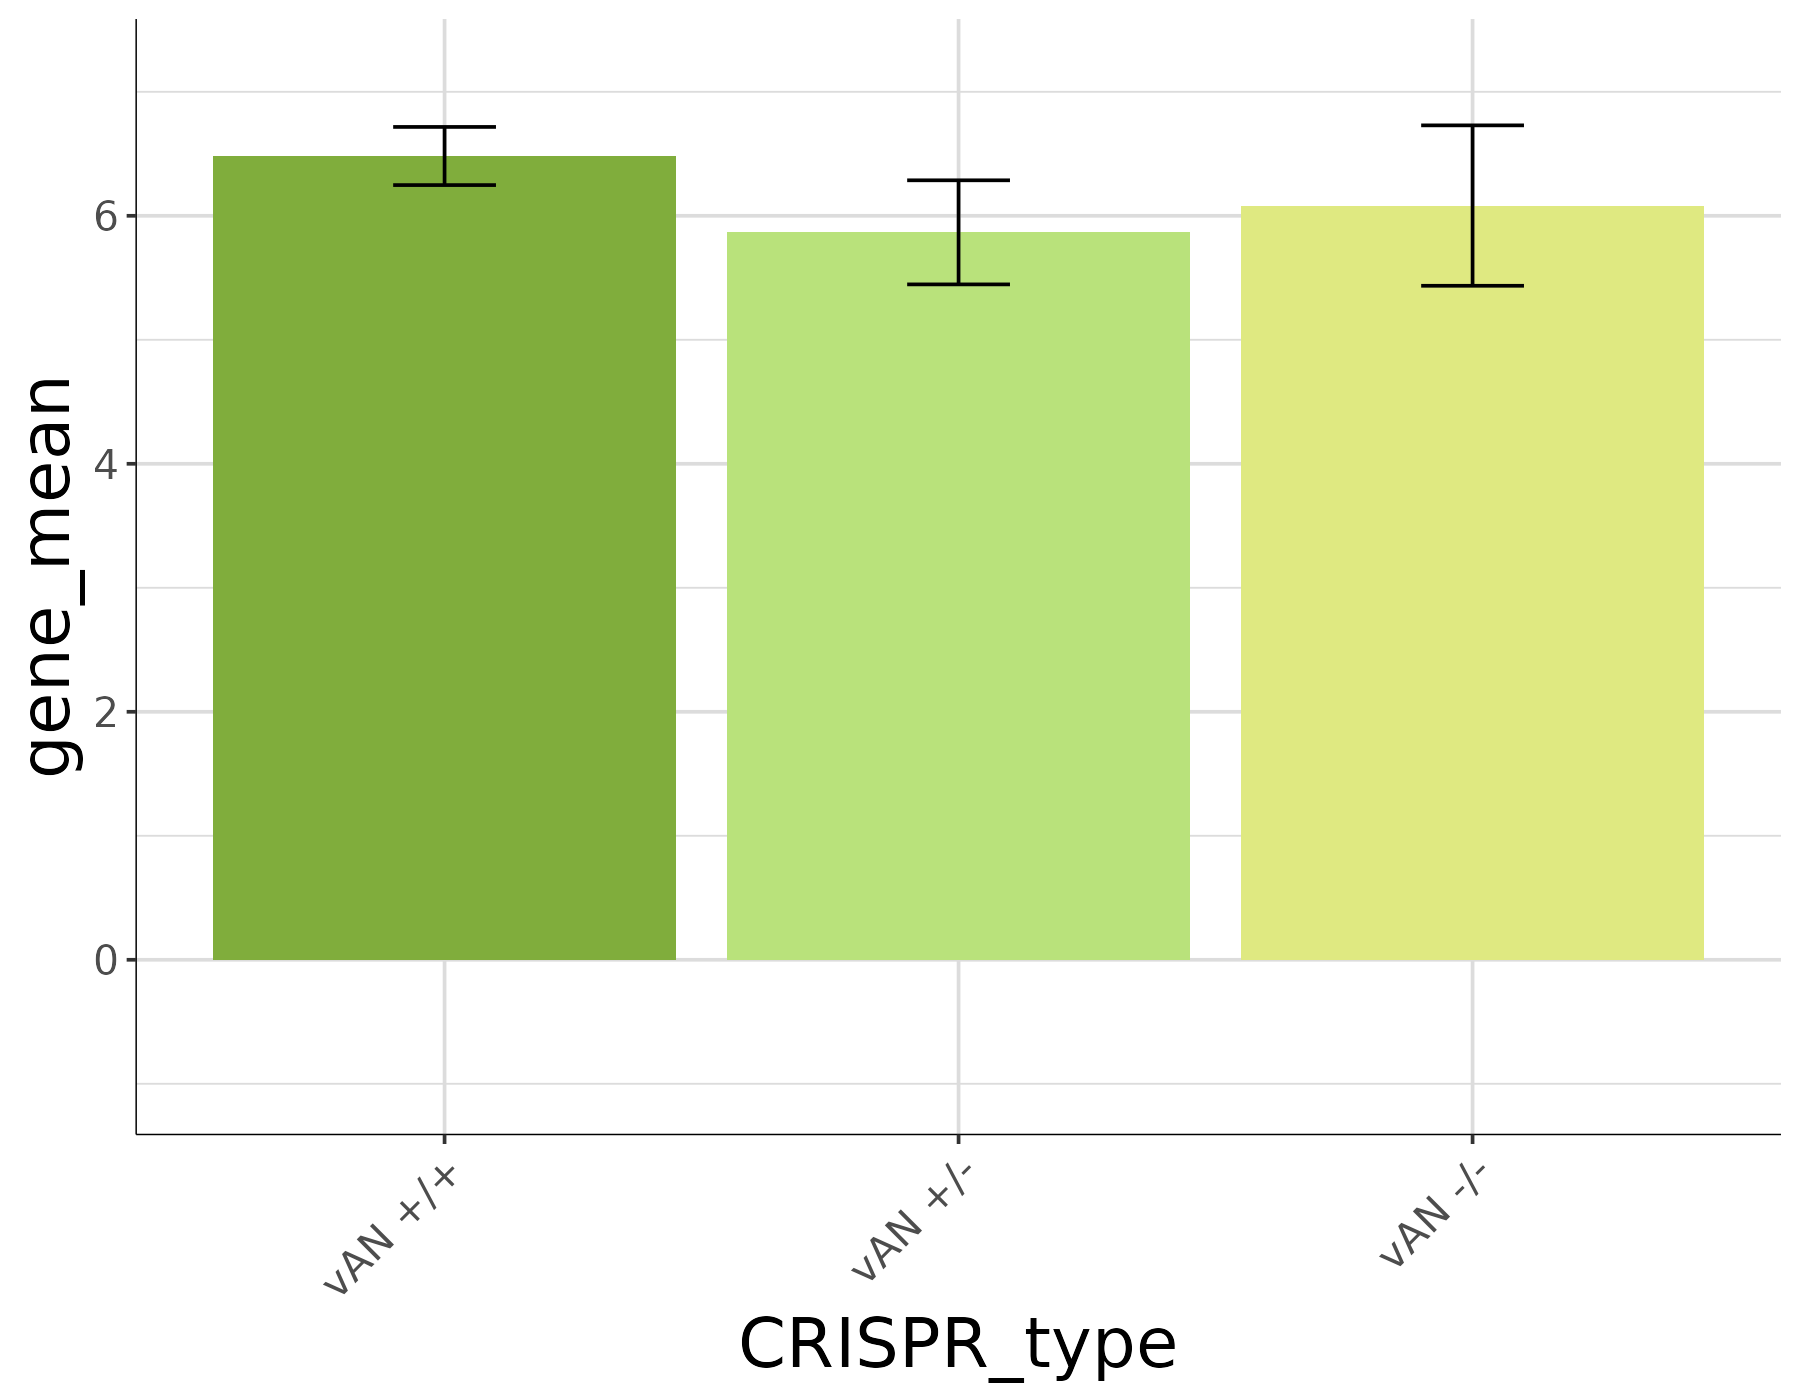 gene_mean
6
4
2
0
vAN +/+
vAN +/-
vAN -/-
CRISPR_type